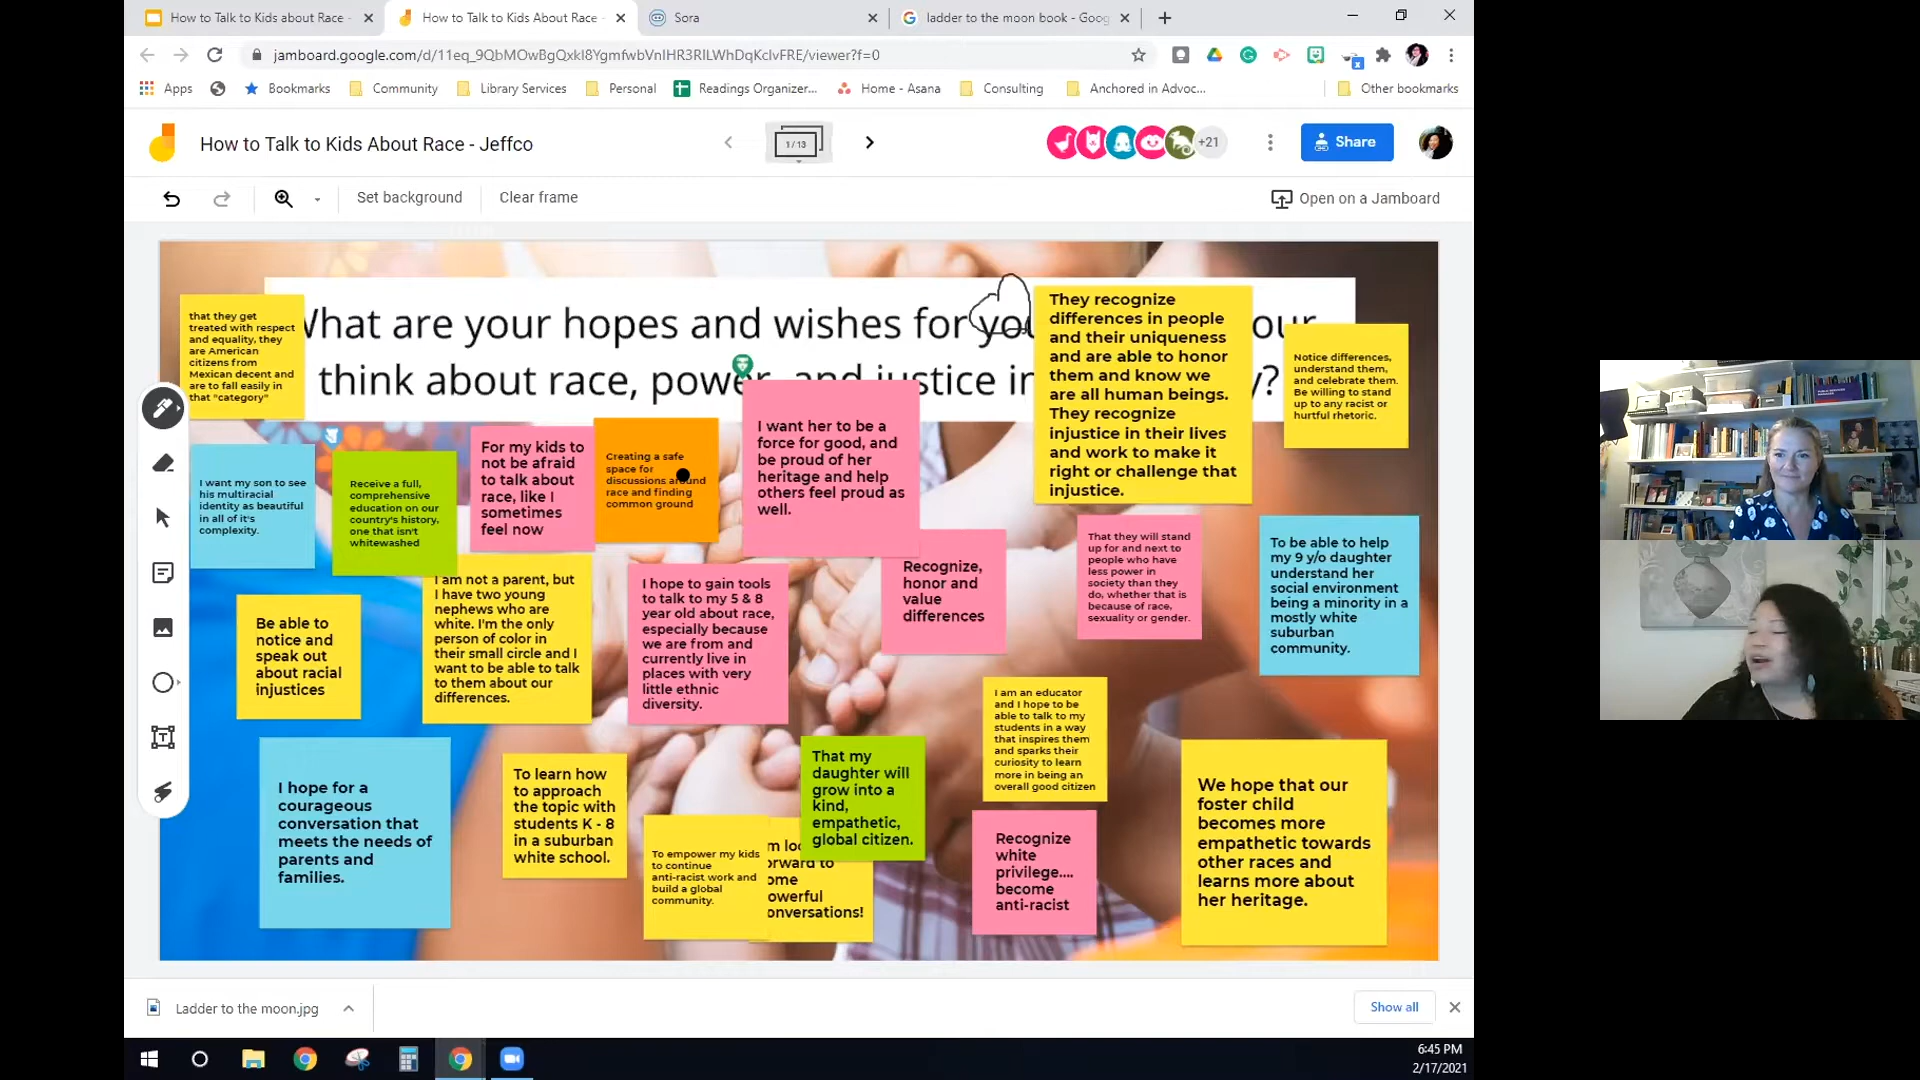 How to Talk to Kids about Race -
How to Talk to Kids About Race -
Sora
ladder to the moon book - Goog
jamboard.google.com/d/11eq_9QbMOwBgQxkI8YgmfwbVnIHR3RILWhDqKclvFRE/viewer?f=0
Apps
Bookmarks
Community
Library Services
Personal
Readings Organizer...
Home - Asana
Consulting
Anchored in Advoc...
Other bookmarks
How to Talk to Kids About Race - Jeffco
1 / 13
+21
Share
Set background
Clear frame
Open on a Jamboard
What are your hopes and wishes for you
our
think about race, power, and justice in
y?
that they get
treated with respect
and equality, they
are American
citizens from
Mexican decent and
are to fall easily in
that "category"
They recognize
differences in people
and their uniqueness
and are able to honor
them and know we
are all human beings.
They recognize
injustice in their lives
and work to make it
right or challenge that
injustice.
Notice differences,
understand them,
and celebrate them.
Be willing to stand
up to any racist or
hurtful rhetoric.
I want my son to see
his multiracial
identity as beautiful
in all of it's
complexity.
Receive a full,
comprehensive
education on our
country's history,
one that isn't
whitewashed
For my kids to
not be afraid
to talk about
race, like I
sometimes
feel now
Creating a safe
space for
discussions around
race and finding
common ground
I want her to be a
force for good, and
be proud of her
heritage and help
others feel proud as
well.
Be able to
notice and
speak out
about racial
injustices
I am not a parent, but
I have two young
nephews who are
white. I'm the only
person of color in
their small circle and I
want to be able to talk
to them about our
differences.
I hope to gain tools
to talk to my 5 & 8
year old about race,
especially because
we are from and
currently live in
places with very
little ethnic
diversity.
Recognize,
honor and
value
differences
That they will stand
up for and next to
people who have
less power in
society than they
do, whether that is
because of race,
sexuality or gender.
To be able to help
my 9 y/o daughter
understand her
social environment
being a minority in a
mostly white
suburban
community.
I hope for a
courageous
conversation that
meets the needs of
parents and
families.
To learn how
to approach
the topic with
students K - 8
in a suburban
white school.
To empower my kids
to continue
anti-racist work and
build a global
community.
m loo
orward to
ome
owerful
onversations!
That my
daughter will
grow into a
kind,
empathetic,
global citizen.
I am an educator
and I hope to be
able to talk to my
students in a way
that inspires them
and sparks their
curiosity to learn
more in being an
overall good citizen
Recognize
white
privilege....
become
anti-racist
We hope that our
foster child
becomes more
empathetic towards
other races and
learns more about
her heritage.
Ladder to the moon.jpg
Show all
6:45 PM
2/17/2021